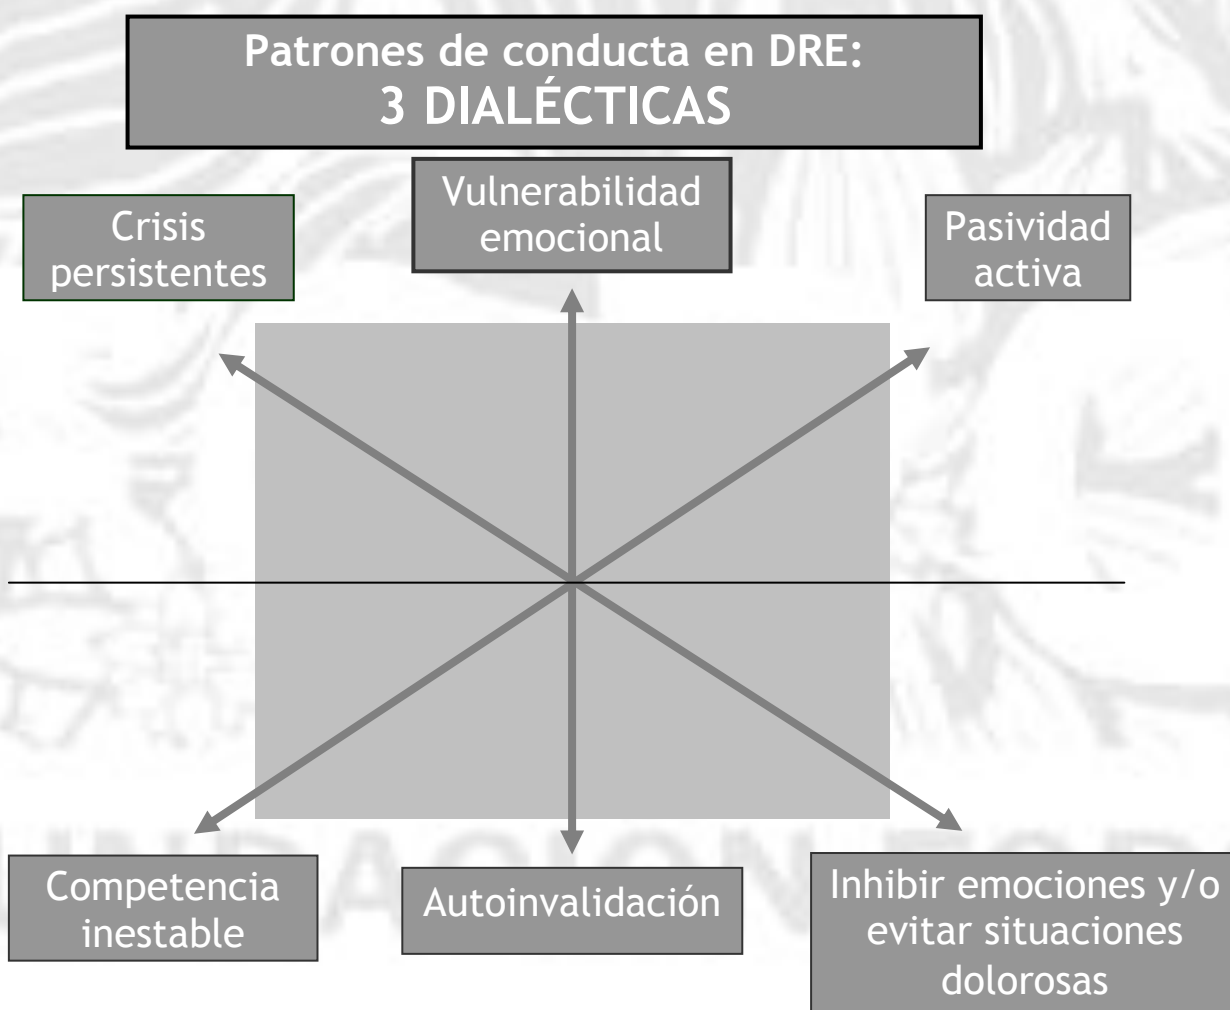 Patrones de conducta en DRE:
3 DIALÉCTICAS
Vulnerabilidad
emocional
Crisis
persistentes
Pasividad
activa
Competencia
inestable
Autoinvalidación
Inhibir emociones y/o
evitar situaciones
dolorosas